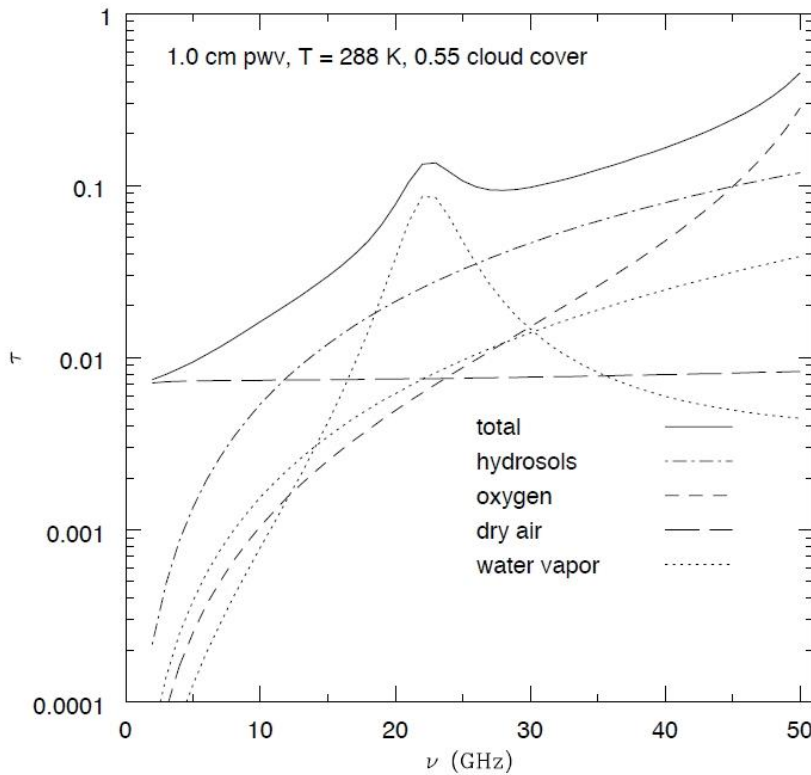 1.0 cm pwv, T = 288 K, 0.55 cloud cover
1
0.1
0.01
0.001
0.0001
τ
total
hydrosols
oxygen
dry air
water vapor
0 10 20 30 40 50
ν (GHz)